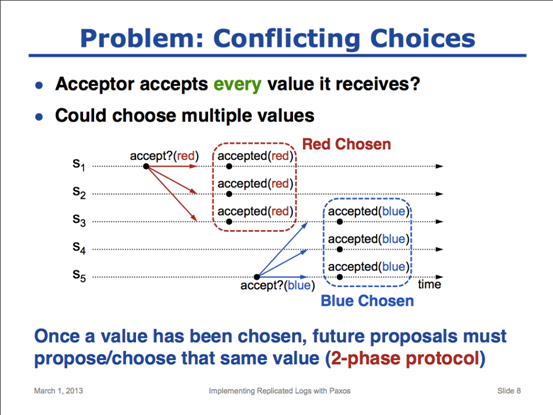 Problem: Conflicting Choices
Acceptor accepts every value it receives?
Could choose multiple values
Red Chosen
accept?(red) accepted(red)
S1
accepted(red)
S2
accepted(red) accepted(blue)
S3
accepted(blue)
S4
accepted(blue)
S5
accept?(blue) time
Blue Chosen
Once a value has been chosen, future proposals must
propose/choose that same value (2-phase protocol)
March 1, 2013 Implementing Replicated Logs with Paxos Slide 8